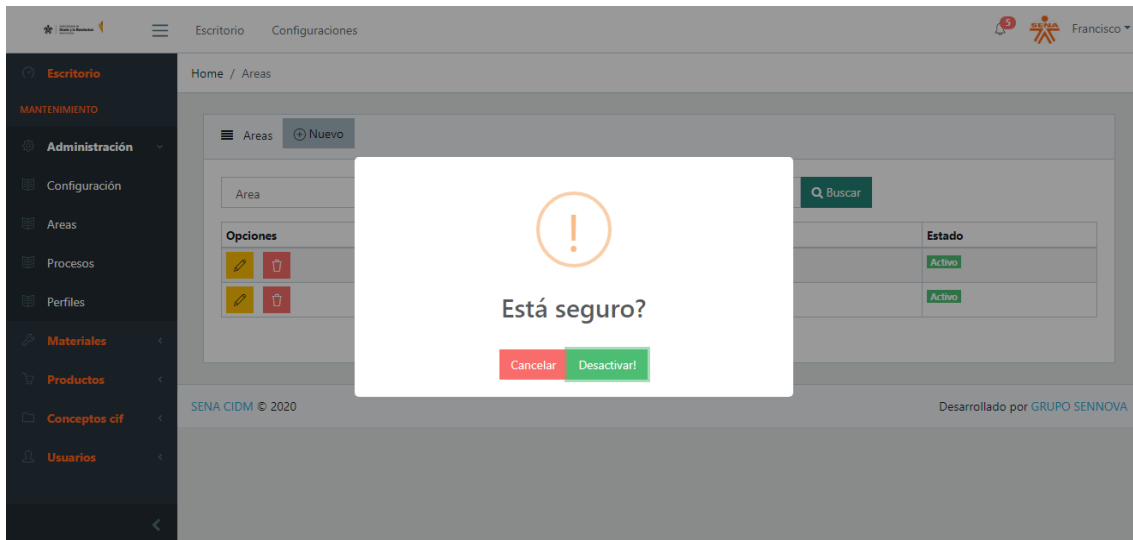 Escritorio Configuraciones 5 SENA Francisco
Escritorio
Home / Areas
MANTENIMIENTO
Areas Nuevo
Administración
Configuración
Area Buscar
Areas
Opciones Estado
Activo
Procesos
Activo
Perfiles
Está seguro?
Materiales
Cancelar Desactivar!
Productos
SENA CIDM © 2020 Desarrollado por GRUPO SENNOVA
Conceptos cif
Usuarios